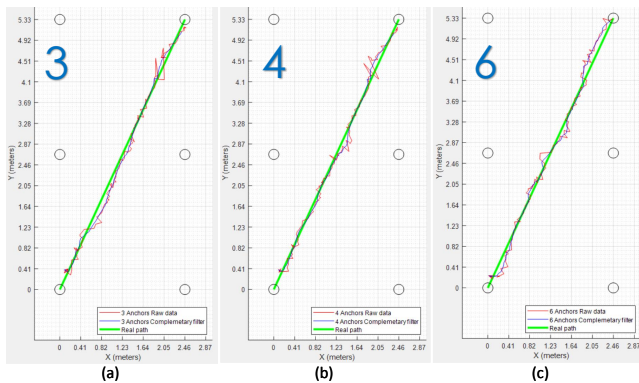 5.33
4.92
4.51
4.1
3.69
3.28
2.87
2.46
2.05
1.64
1.23
0.82
0.41
0
Y (meters)
3
3 Anchors Raw data
3 Anchors Complemetary filter
Real path
0 0.41 0.82 1.23 1.64 2.05 2.46 2.87
X (meters)
(a)
5.33
4.92
4.51
4.1
3.69
3.28
2.87
2.46
2.05
1.64
1.23
0.82
0.41
0
Y (meters)
4
4 Anchors Raw data
4 Anchors Complemetary filter
Real path
0 0.41 0.82 1.23 1.64 2.05 2.46 2.87
X (meters)
(b)
5.33
4.92
4.51
4.1
3.69
3.28
2.87
2.46
2.05
1.64
1.23
0.82
0.41
0
Y (meters)
6
6 Anchors Raw data
6 Anchors Complemetary filter
Real path
0 0.41 0.82 1.23 1.64 2.05 2.46 2.87
X (meters)
(c)